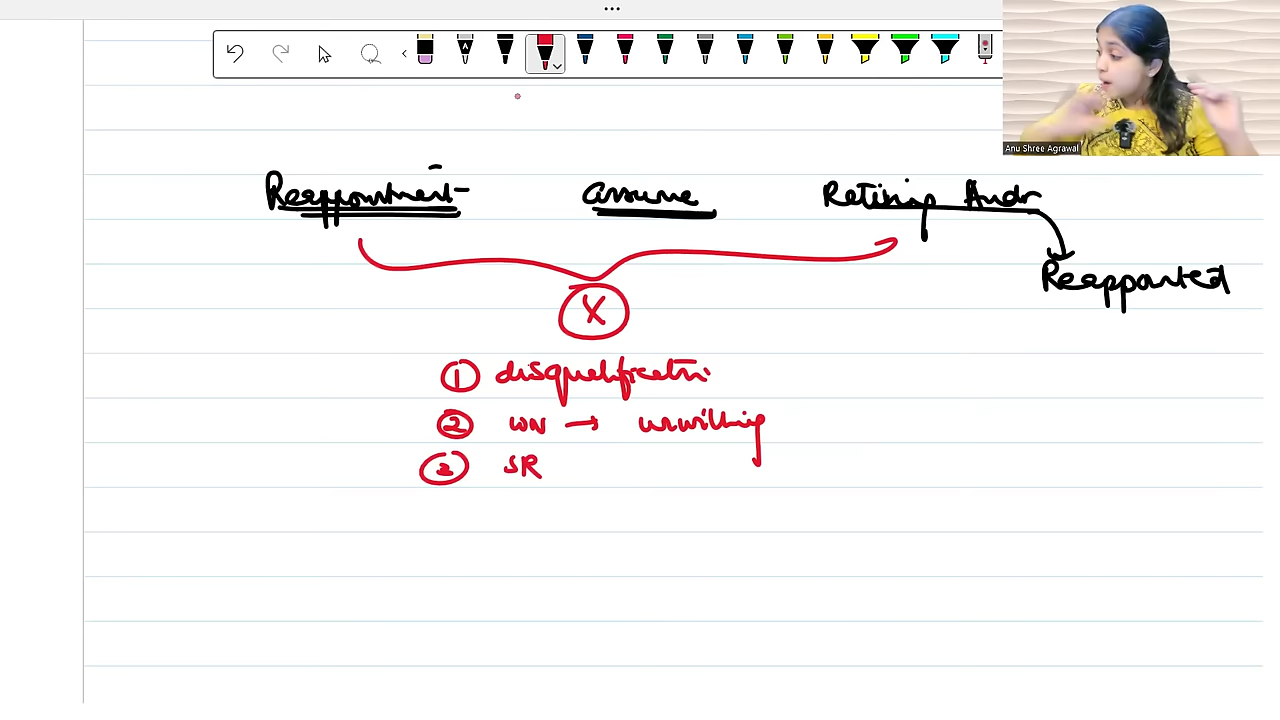 Anu Shree Agrawal
Reappointment assume Retiring Audr
Reappointed
X
① disqualification
② WN → unwilling
③ SR